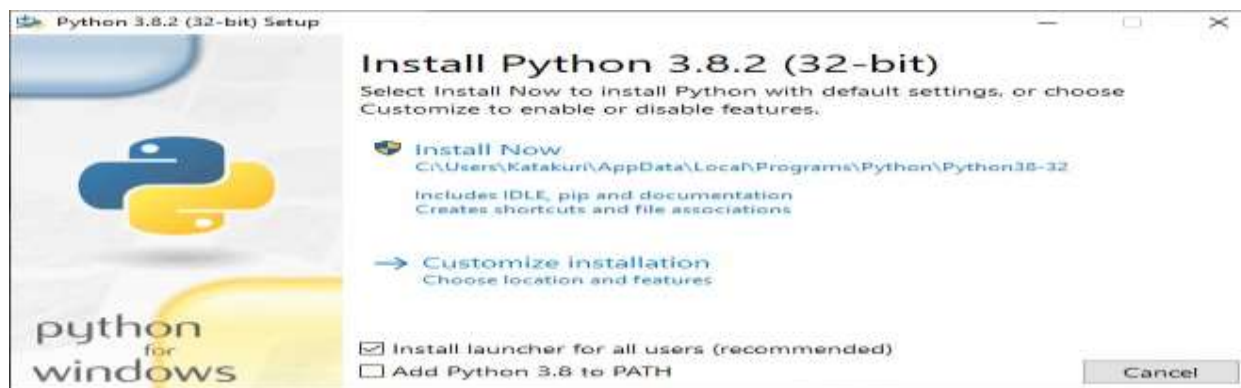 Python 3.8.2 (32-bit) Setup
Install Python 3.8.2 (32-bit)
Select Install Now to install Python with default settings, or choose
Customize to enable or disable features.
Install Now
C:\Users\Katakuri\AppData\Local\Programs\Python\Python38-32
Includes IDLE, pip and documentation
Creates shortcuts and file associations
Customize installation
Choose location and features
Install launcher for all users (recommended)
Add Python 3.8 to PATH
Cancel
python
for
windows